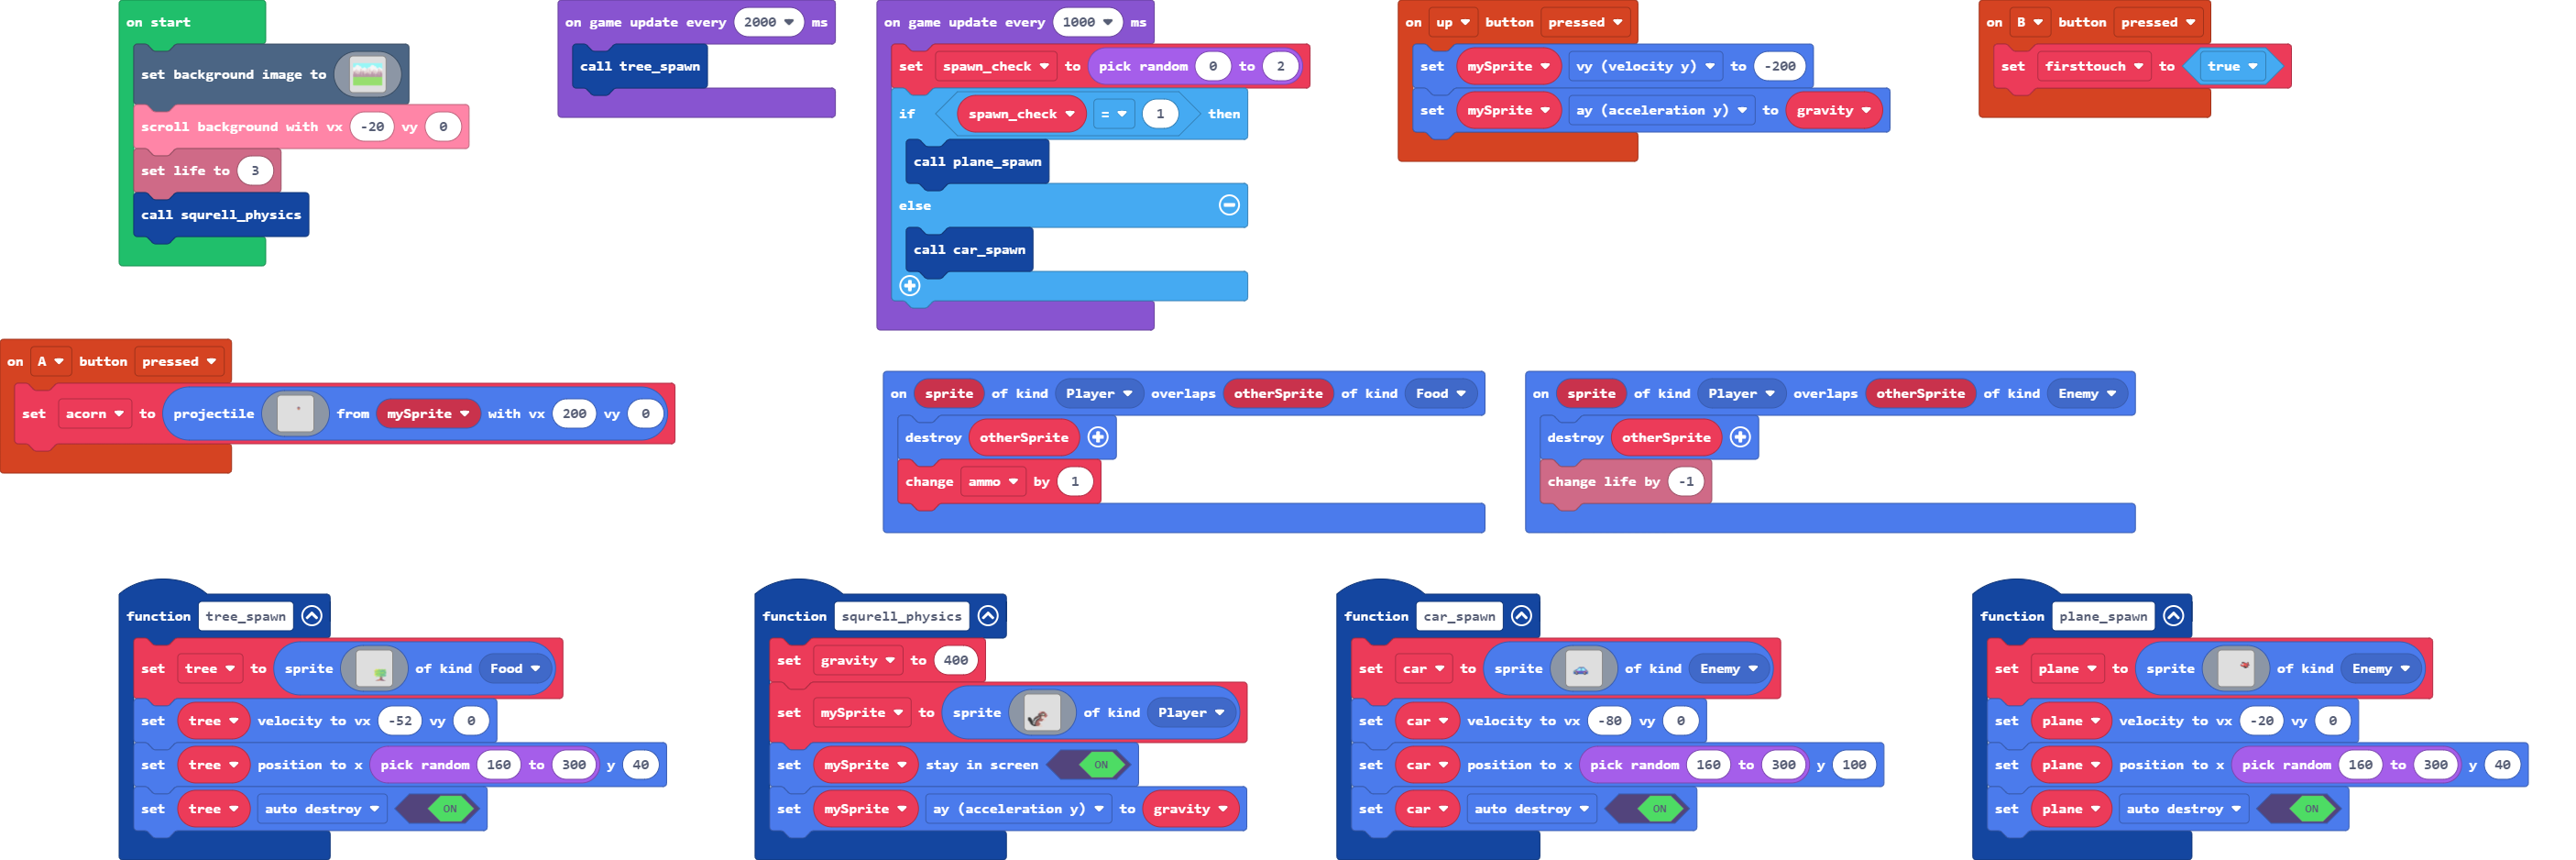 on start
set background image to
scroll background with vx -20 vy 0
set life to 3
call squrell_physics
on game update every 2000 ms
call tree_spawn
on game update every 1000 ms
set spawn_check to pick random 0 to 2
if spawn_check = 1 then
call plane_spawn
else
call car_spawn
on up button pressed
set mySprite vy (velocity y) to -200
set mySprite ay (acceleration y) to gravity
on B button pressed
set firsttouch to true
on A button pressed
set acorn to projectile from mySprite with vx 200 vy 0
on sprite of kind Player overlaps otherSprite of kind Food
destroy otherSprite
change ammo by 1
on sprite of kind Player overlaps otherSprite of kind Enemy
destroy otherSprite
change life by -1
function tree_spawn
set tree to sprite of kind Food
set tree velocity to vx -52 vy 0
set tree position to x pick random 160 to 300 y 40
set tree auto destroy ON
function squrell_physics
set gravity to 400
set mySprite to sprite of kind Player
set mySprite stay in screen ON
set mySprite ay (acceleration y) to gravity
function car_spawn
set car to sprite of kind Enemy
set car velocity to vx -80 vy 0
set car position to x pick random 160 to 300 y 100
set car auto destroy ON
function plane_spawn
set plane to sprite of kind Enemy
set plane velocity to vx -20 vy 0
set plane position to x pick random 160 to 300 y 40
set plane auto destroy ON